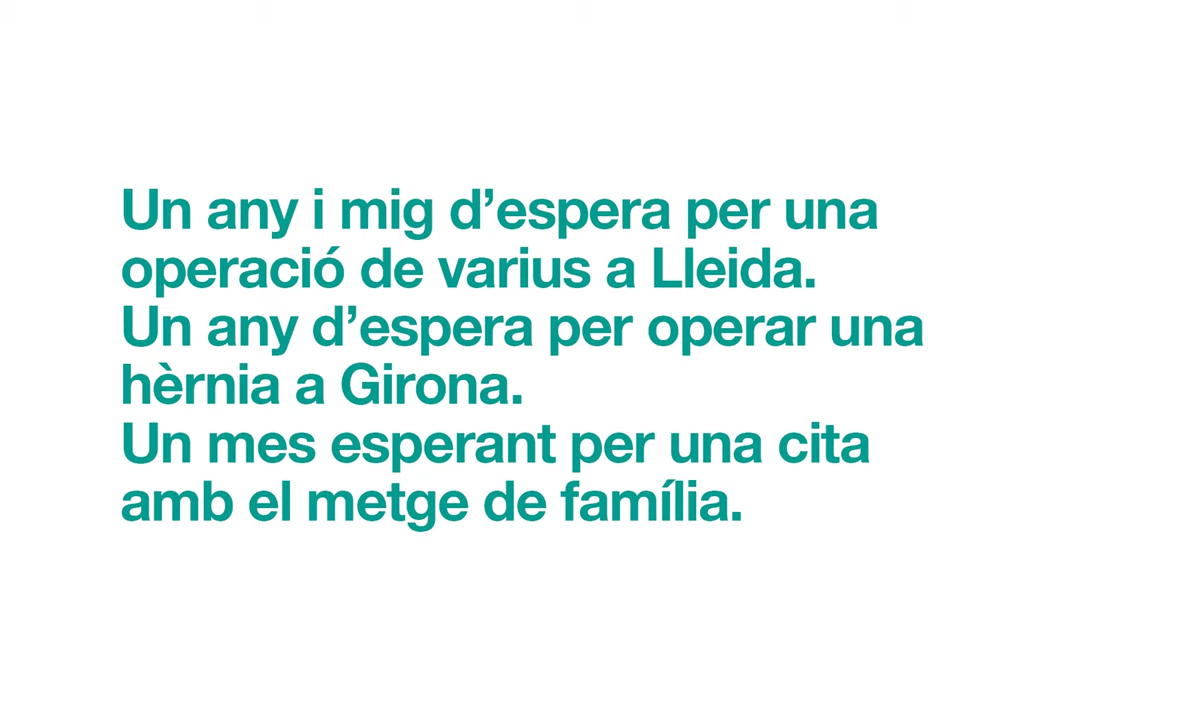 Un any i mig d’espera per una
operació de varius a Lleida.
Un any d’espera per operar una
hèrnia a Girona.
Un mes esperant per una cita
amb el metge de família.